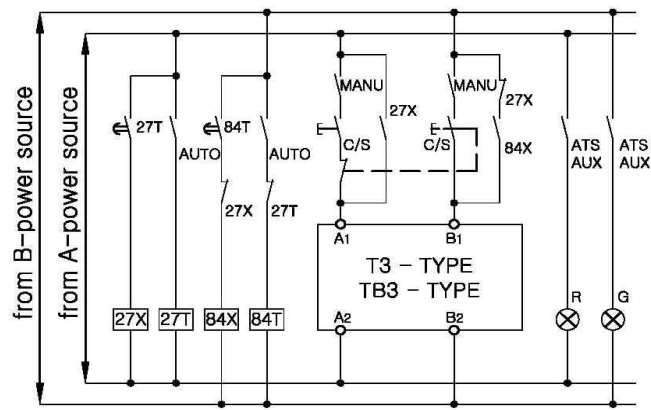 from B-power source
from A-power source
27T
AUTO
84T
AUTO
27X
27T
MANU
27X
C/S
MANU
27X
C/S
84X
ATS
AUX
ATS
AUX
A1
B1
T3 - TYPE
TB3 - TYPE
A2
B2
27X
27T
84X
84T
R
G